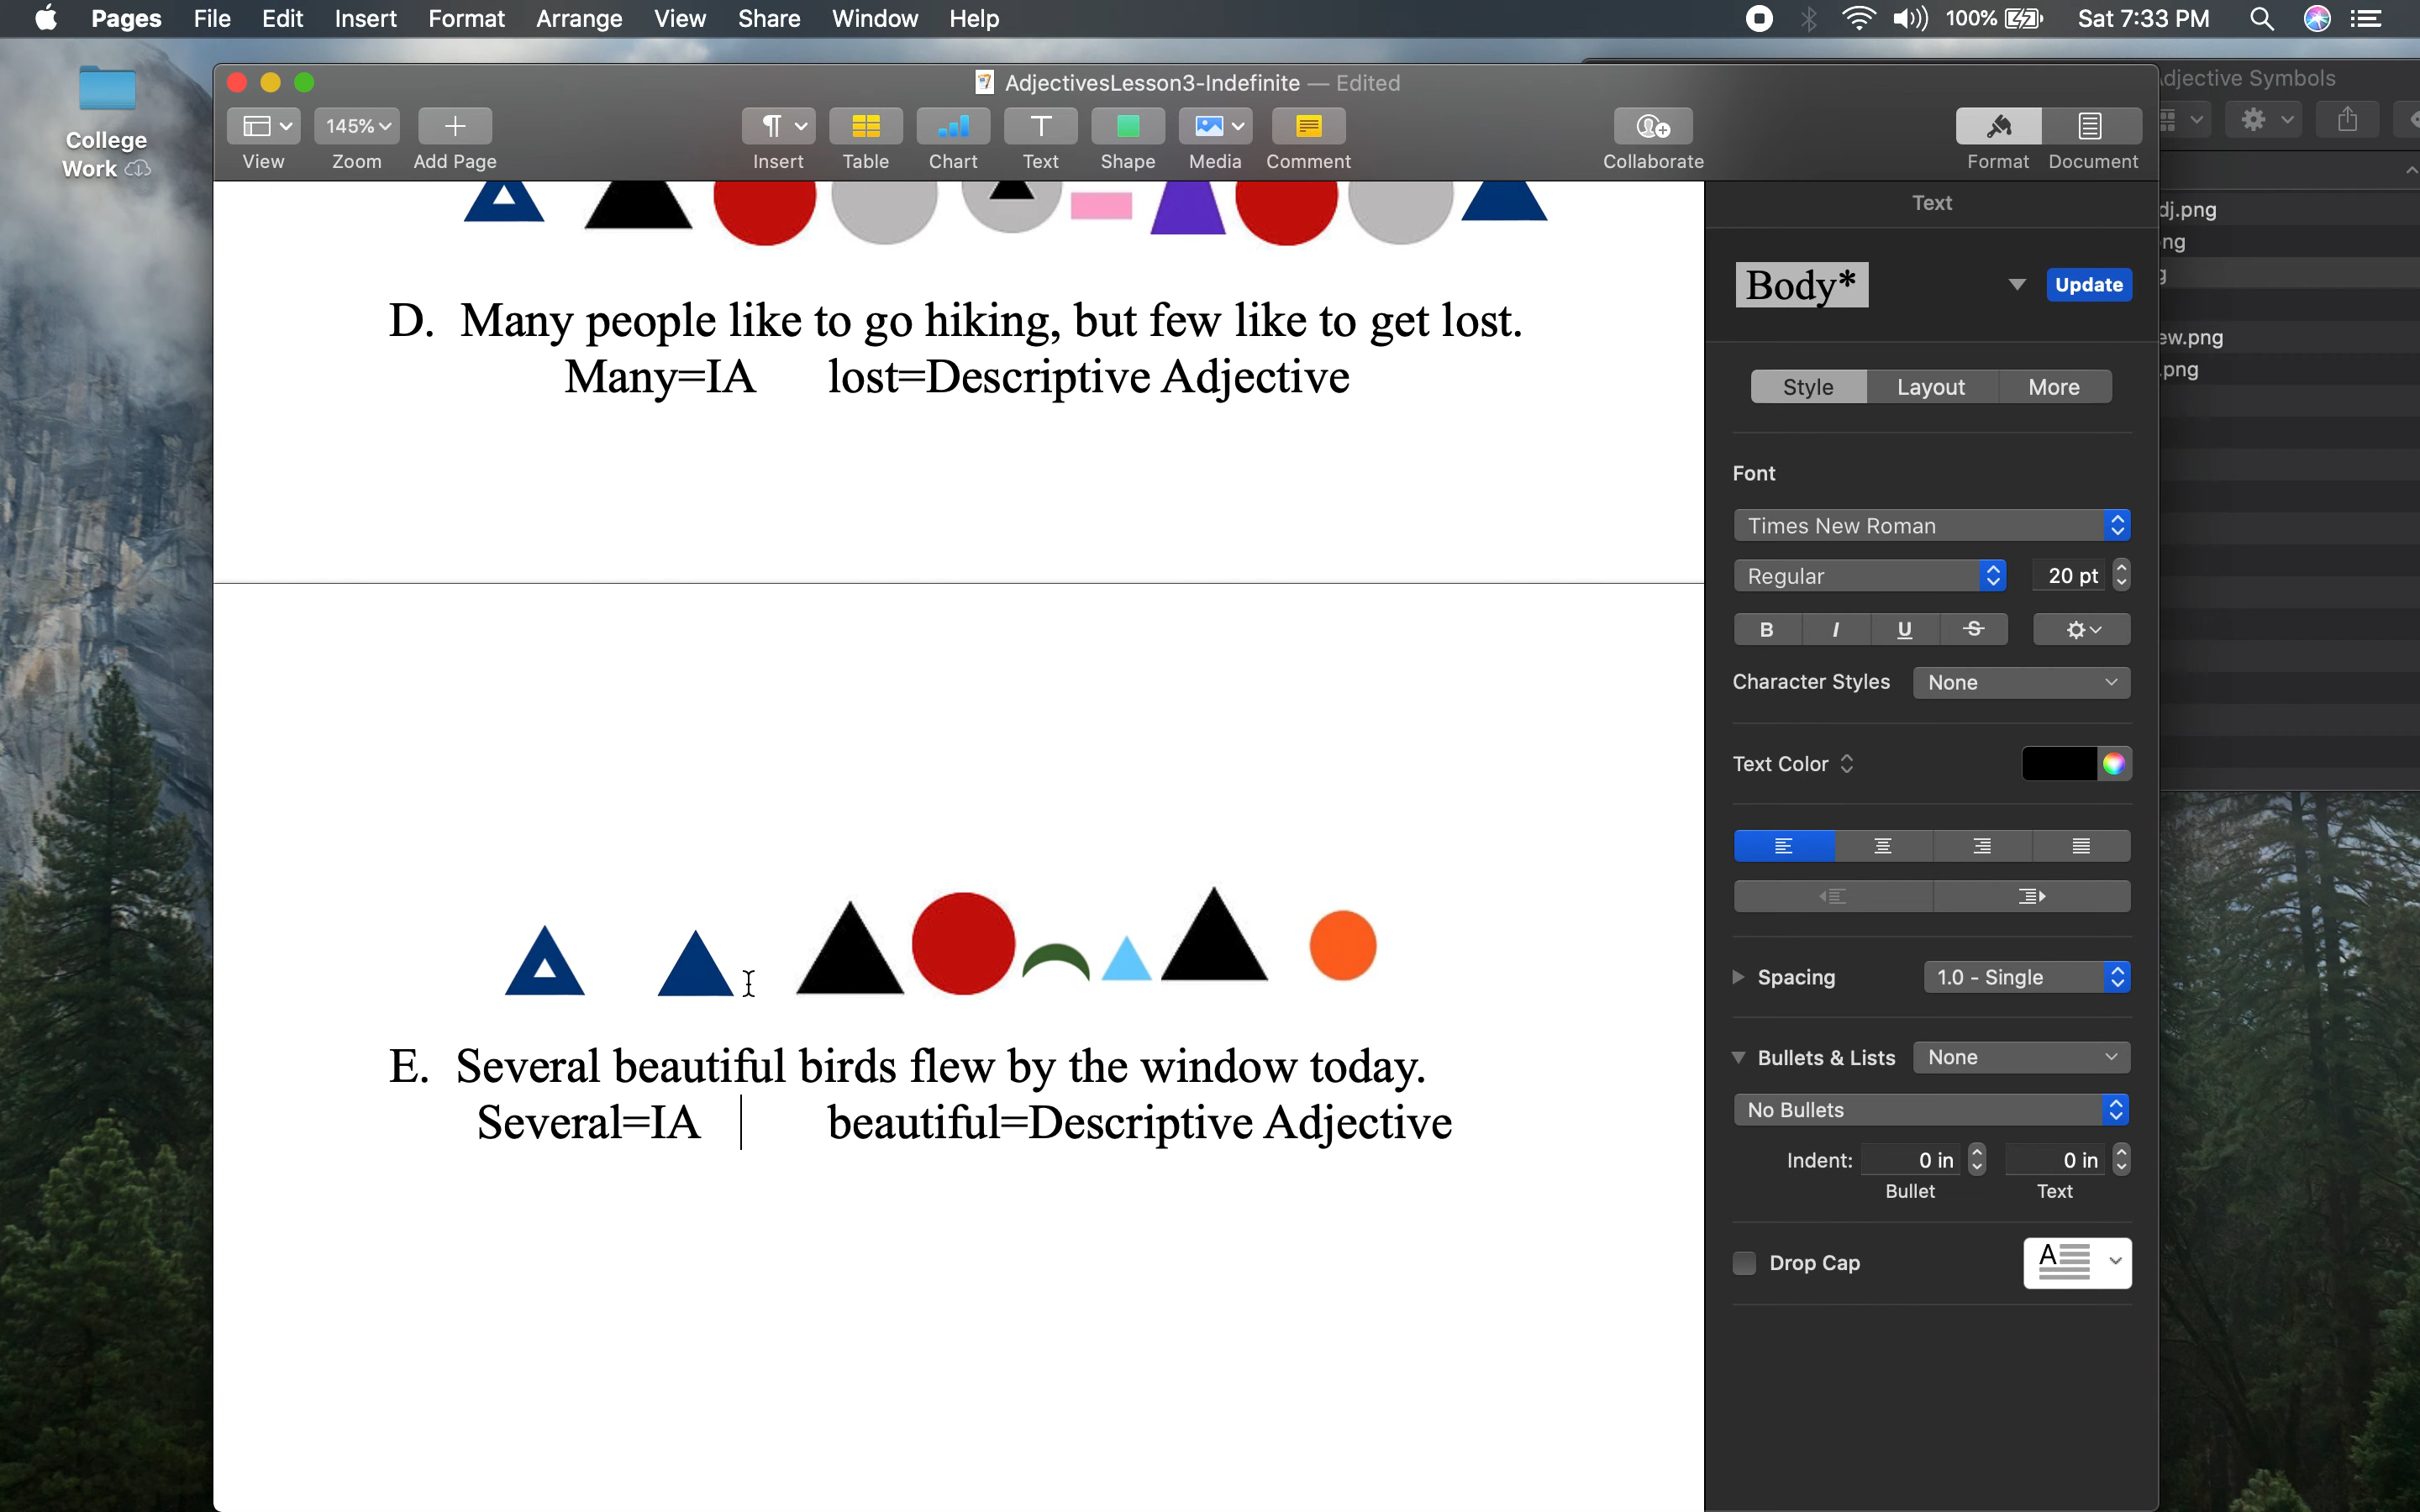 Pages File Edit Insert Format Arrange View Share Window Help 100% Sat 7:33 PM
College
Work
AdjectivesLesson3-Indefinite — Edited
djective Symbols
145%
View Zoom Add Page Insert Table Chart Text Shape Media Comment Collaborate Format Document
Text
dj.png
ng
g
ew.png
.png
Body* Update
Style Layout More
Font
Times New Roman
Regular 20 pt
B I U S
Character Styles None
Text Color
Spacing 1.0 - Single
Bullets & Lists None
No Bullets
Indent: 0 in 0 in
Bullet Text
Drop Cap A
D. Many people like to go hiking, but few like to get lost.
Many=IA lost=Descriptive Adjective
E. Several beautiful birds flew by the window today.
Several=IA beautiful=Descriptive Adjective